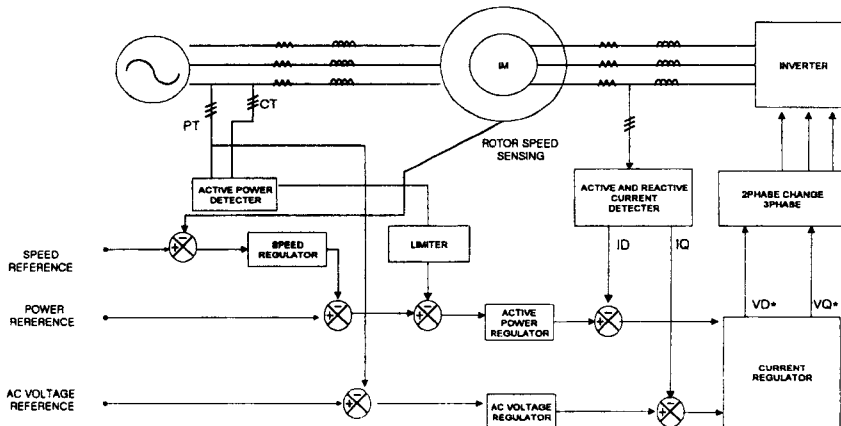 IM
INVERTER
PT
CT
ROTOR SPEED
SENSING
ACTIVE POWER
DETECTER
ACTIVE AND REACTIVE
CURRENT
DETECTER
2PHASE CHANGE
3PHASE
SPEED
REFERENCE
SPEED
REGULATOR
LIMITER
ID
IQ
POWER
RERERENCE
ACTIVE
POWER
REGULATOR
VD*
VQ*
CURRENT
REGULATOR
AC VOLTAGE
REFERENCE
AC VOLTAGE
REGULATOR